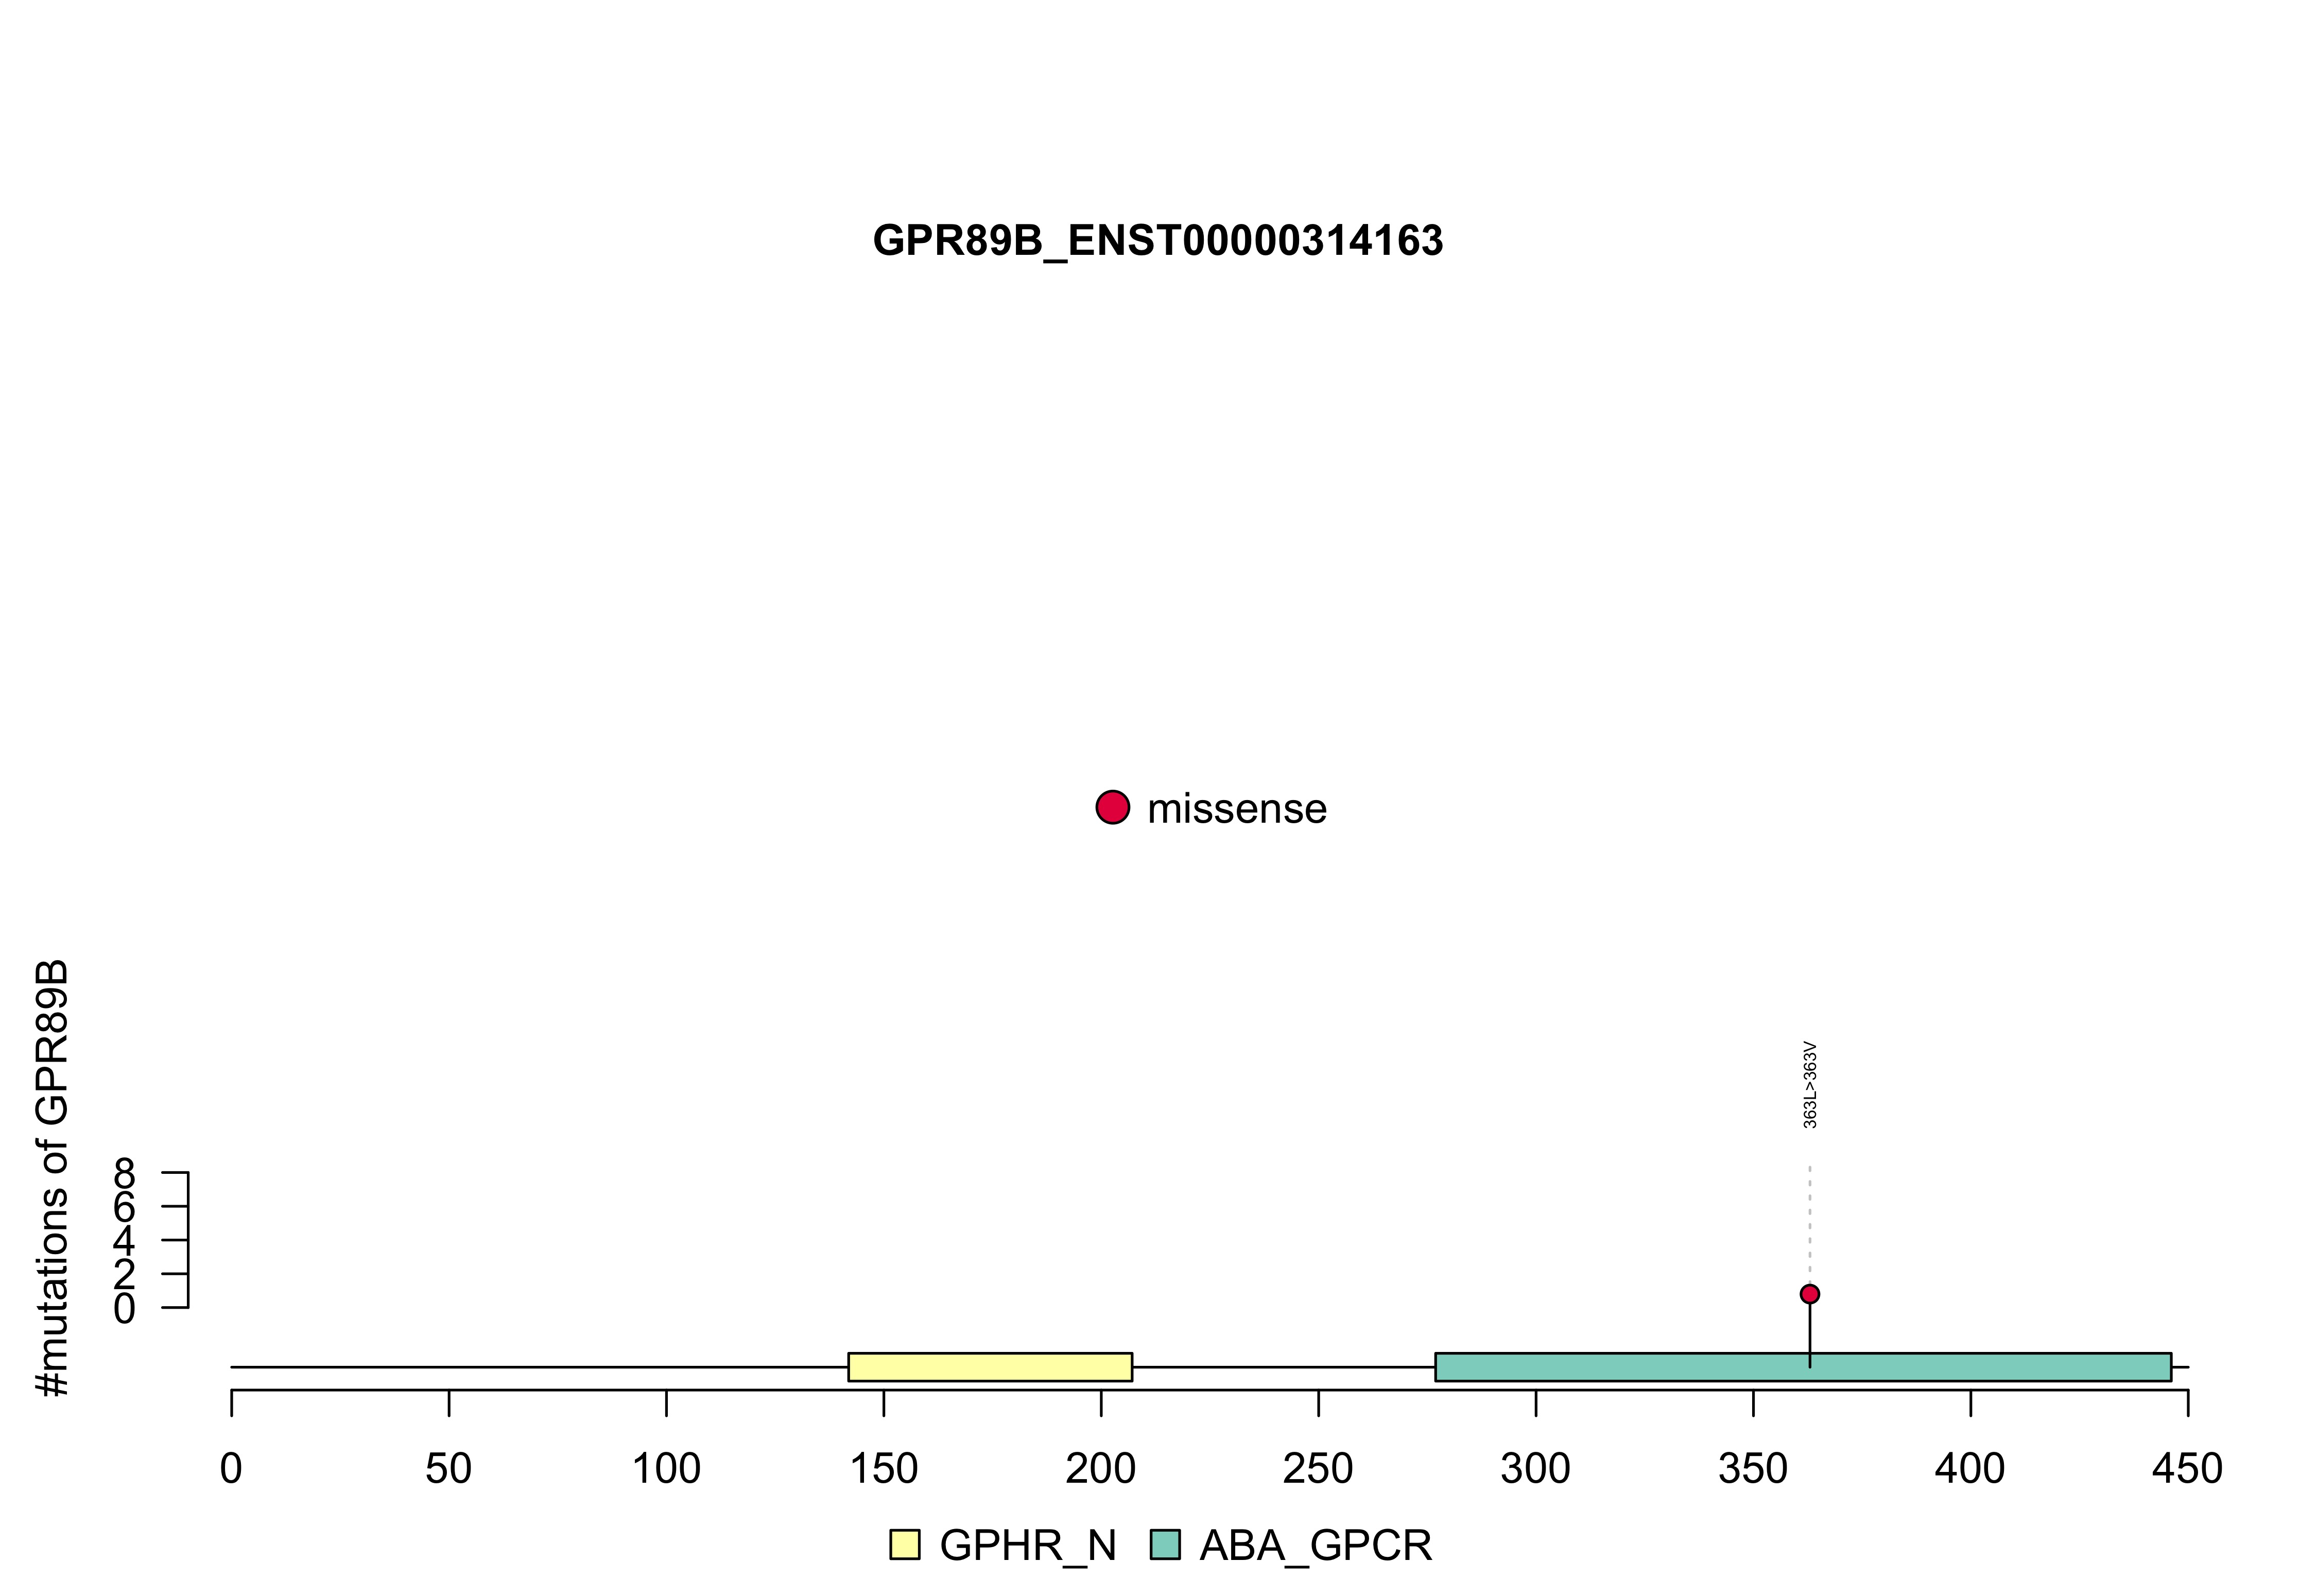 GPR89B_ENST00000314163
missense
#mutations of GPR89B
363L>363V
8
6
4
2
0
0 50 100 150 200 250 300 350 400 450
GPHR_N ABA_GPCR